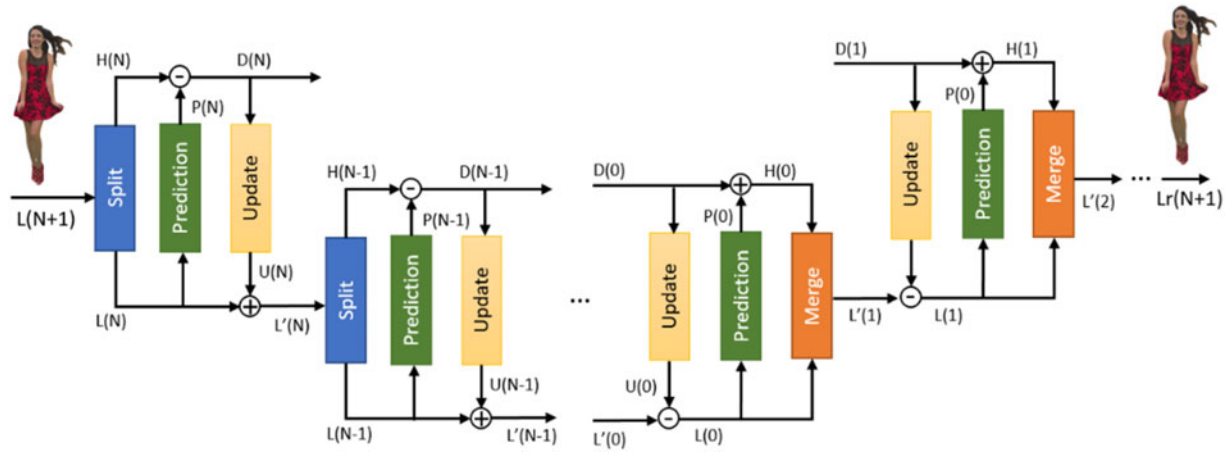 H(N)
D(N)
P(N)
Split
Prediction
Update
L(N+1)
U(N)
L(N)
L'(N)
H(N-1)
D(N-1)
P(N-1)
Split
Prediction
Update
U(N-1)
L(N-1)
L'(N-1)
...
D(0)
H(0)
P(0)
Update
Prediction
Merge
U(0)
L'(0)
L(0)
L'(1)
D(1)
H(1)
P(0)
Update
Prediction
Merge
L(1)
L'(2)
...
Lr(N+1)